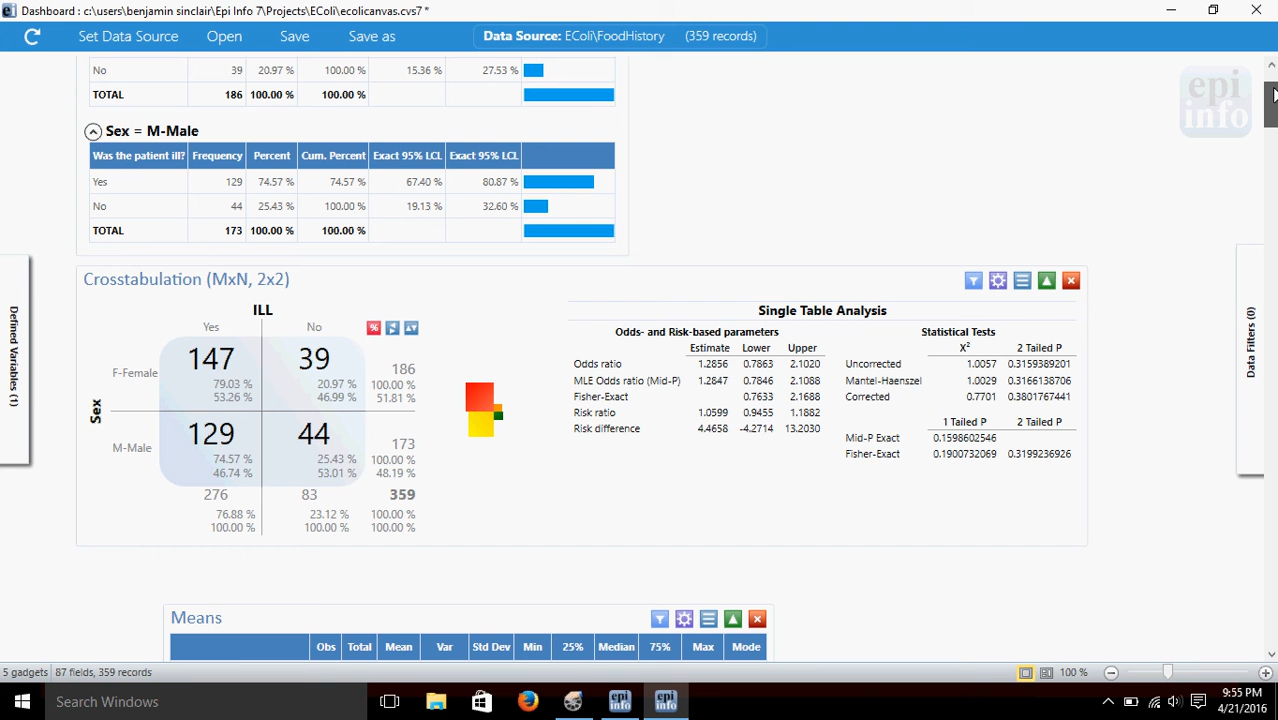 Dashboard : c:\users\benjamin sinclair\Epi Info 7\Projects\EColi\ecolicanvas.cvs7 *
Set Data Source Open Save Save as Data Source: EColi\FoodHistory (359 records)
epi info
No 39 20.97 % 100.00 % 15.36 % 27.53 %
TOTAL 186 100.00 % 100.00 %
Sex = M-Male
Was the patient ill? Frequency Percent Cum. Percent Exact 95% LCL Exact 95% LCL
Yes 129 74.57 % 74.57 % 67.40 % 80.87 %
No 44 25.43 % 100.00 % 19.13 % 32.60 %
TOTAL 173 100.00 % 100.00 %
Defined Variables (1)
Data Filters (0)
Crosstabulation (MxN, 2x2)
ILL
Yes No %
Sex
F-Female
147 39 186
79.03 % 20.97 % 100.00 %
53.26 % 46.99 % 51.81 %
M-Male
129 44 173
74.57 % 25.43 % 100.00 %
46.74 % 53.01 % 48.19 %
276 83 359
76.88 % 23.12 % 100.00 %
100.00 % 100.00 % 100.00 %
Single Table Analysis
Odds- and Risk-based parameters
Estimate Lower Upper
Odds ratio 1.2856 0.7863 2.1020
MLE Odds ratio (Mid-P) 1.2847 0.7846 2.1088
Fisher-Exact 0.7633 2.1688
Risk ratio 1.0599 0.9455 1.1882
Risk difference 4.4658 -4.2714 13.2030
Statistical Tests
X² 2 Tailed P
Uncorrected 1.0057 0.3159389201
Mantel-Haenszel 1.0029 0.3166138706
Corrected 0.7701 0.3801767441
1 Tailed P 2 Tailed P
Mid-P Exact 0.1598602546
Fisher-Exact 0.1900732069 0.3199236926
Means
Obs Total Mean Var Std Dev Min 25% Median 75% Max Mode
5 gadgets 87 fields, 359 records 100 %
Search Windows
epi info
epi info
9:55 PM
4/21/2016